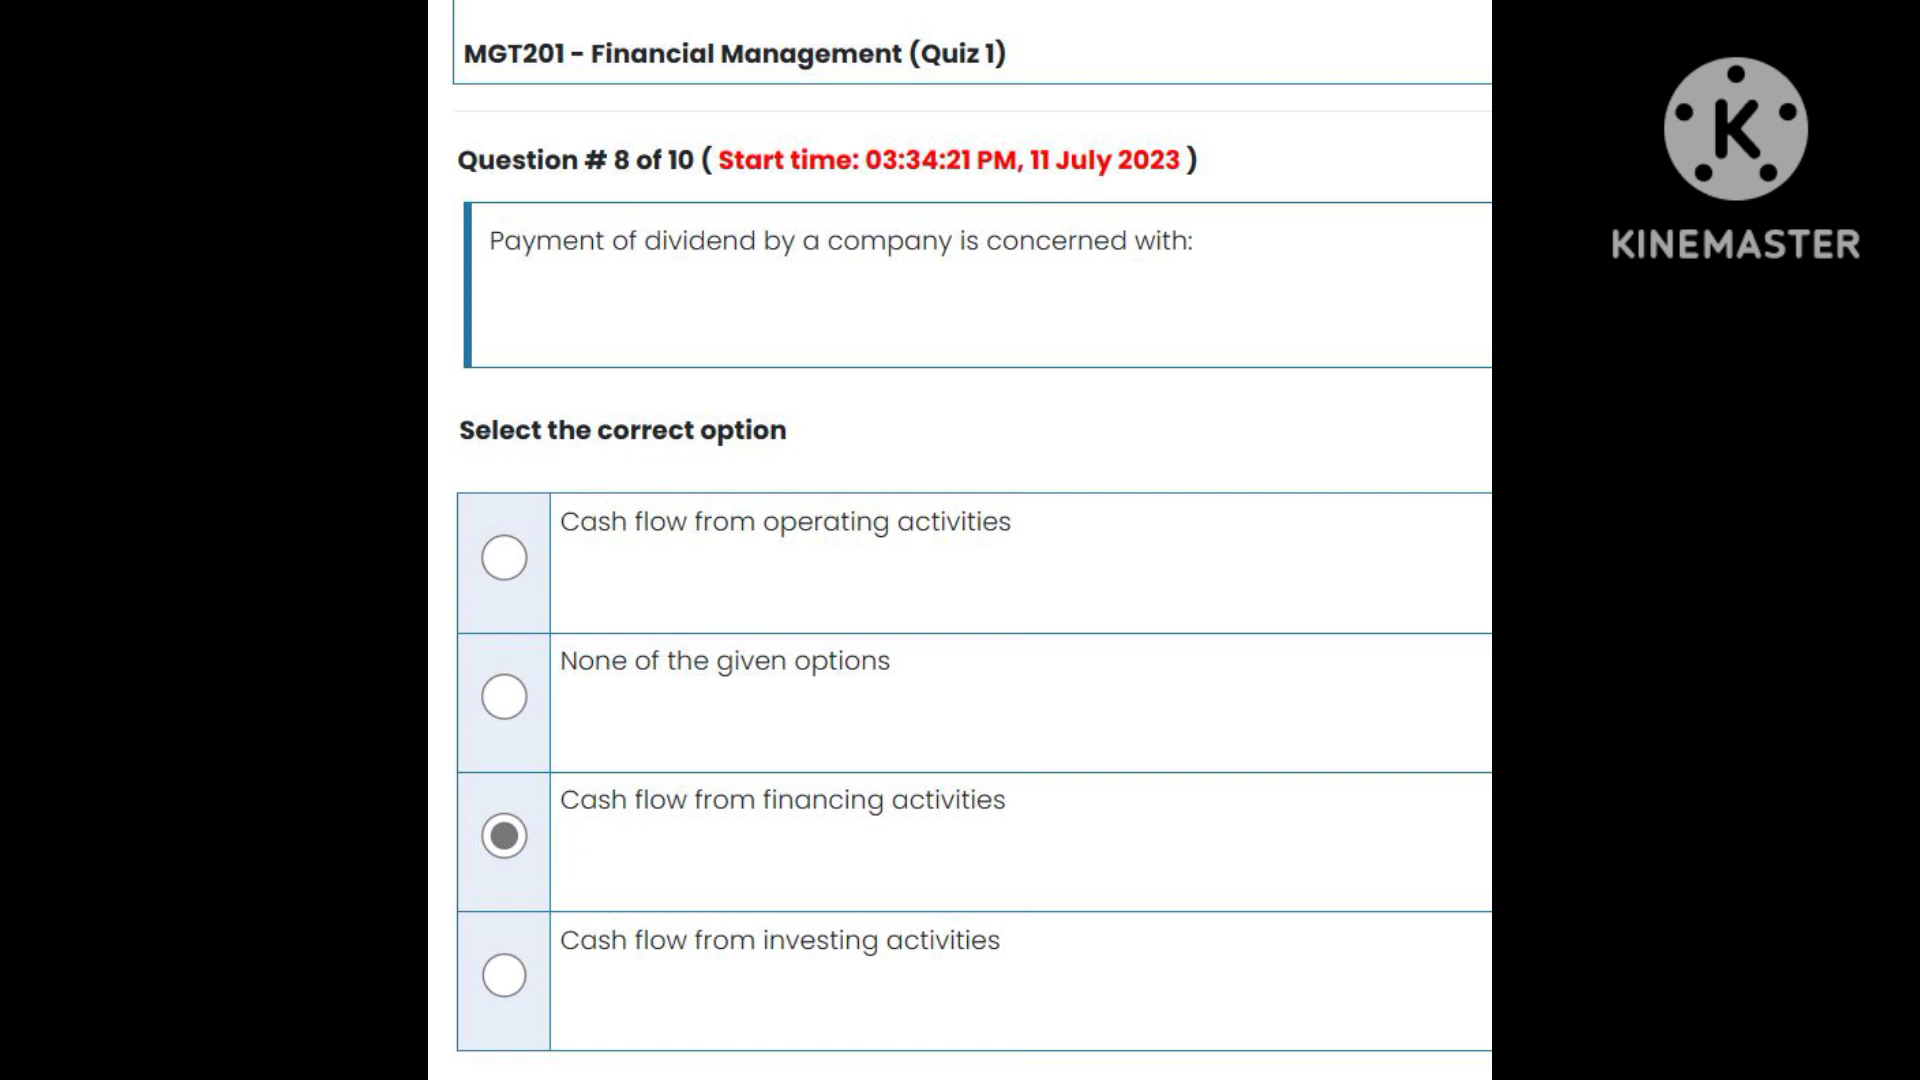 MGT201 - Financial Management (Quiz 1)
Question # 8 of 10 ( Start time: 03:34:21 PM, 11 July 2023 )
Payment of dividend by a company is concerned with:
Select the correct option
Cash flow from operating activities
None of the given options
Cash flow from financing activities
Cash flow from investing activities
K
KINEMASTER